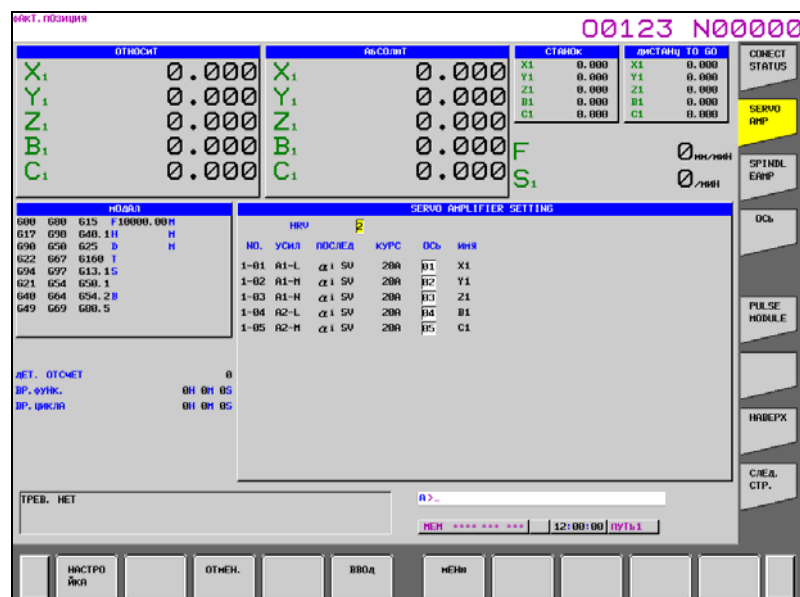 ФАКТ.ПОЗИЦИЯ
O0123 N00000
ОТНОСИТ
X1 0.000
Y1 0.000
Z1 0.000
B1 0.000
C1 0.000
АБСОЛЮТ
X1 0.000
Y1 0.000
Z1 0.000
B1 0.000
C1 0.000
СТАНОК
X1 0.000
Y1 0.000
Z1 0.000
B1 0.000
C1 0.000
ДИСТАНЦ TO GO
X1 0.000
Y1 0.000
Z1 0.000
B1 0.000
C1 0.000
F 0 мм/мин
S1 0 /мин
МОДАЛ
G00 G80 G15 F10000.00M
G17 G98 G40.1H M
G90 G50 G25 D M
G22 G67 G160 T
G94 G97 G13.1S
G21 G54 G50.1
G40 G64 G54.2B
G49 G69 G80.5
SERVO AMPLIFIER SETTING
HRV 2
NO. УСИЛ ПОСЛЕД КУРС ОСЬ ИМЯ
1-01 A1-L αi SV 20A 01 X1
1-02 A1-M αi SV 20A 02 Y1
1-03 A1-N αi SV 20A 03 Z1
1-04 A2-L αi SV 20A 04 B1
1-05 A2-M αi SV 20A 05 C1
ДЕТ. ОТСЧЕТ 0
ВР.ФУНК. 0H 0M 0S
ВР.ЦИКЛА 0H 0M 0S
ТРЕВ. НЕТ
A>_
MEM **** *** *** 12:00:00 ПУТЬ1
CONECT
STATUS
SERVO
AMP
SPINDL
EAMP
ОСЬ
PULSE
MODULE
НАВЕРХ
СЛЕД.
СТР.
НАСТРО
ЙКА
ОТМЕН.
ВВОД
МЕНЮ